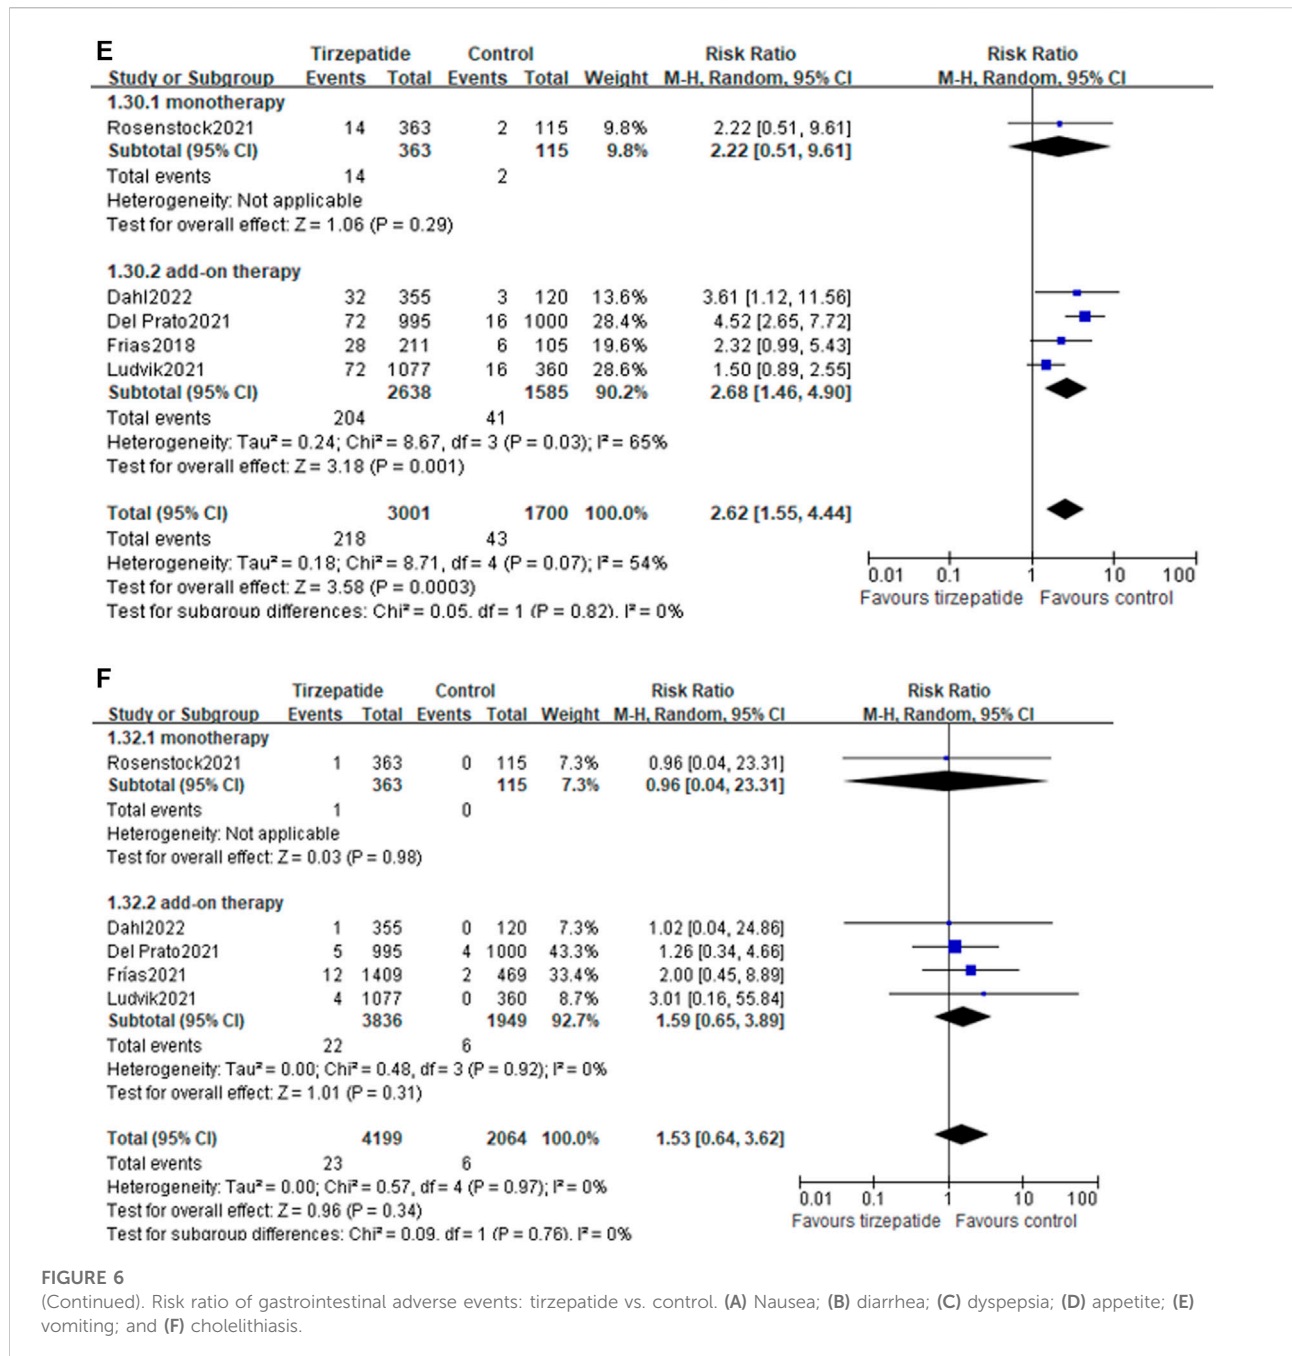 E
Tirzepatide Control Risk Ratio Risk Ratio
Study or Subgroup Events Total Events Total Weight M-H, Random, 95% CI M-H, Random, 95% CI
1.30.1 monotherapy
Rosenstock2021 14 363 2 115 9.8% 2.22 [0.51, 9.61]
Subtotal (95% CI) 363 115 9.8% 2.22 [0.51, 9.61]
Total events 14 2
Heterogeneity: Not applicable
Test for overall effect: Z = 1.06 (P = 0.29)
1.30.2 add-on therapy
Dahl2022 32 355 3 120 13.6% 3.61 [1.12, 11.56]
Del Prato2021 72 995 16 1000 28.4% 4.52 [2.65, 7.72]
Frias2018 28 211 6 105 19.6% 2.32 [0.99, 5.43]
Ludvik2021 72 1077 16 360 28.6% 1.50 [0.89, 2.55]
Subtotal (95% CI) 2638 1585 90.2% 2.68 [1.46, 4.90]
Total events 204 41
Heterogeneity: Tau² = 0.24; Chi² = 8.67, df = 3 (P = 0.03); I² = 65%
Test for overall effect: Z = 3.18 (P = 0.001)
Total (95% CI) 3001 1700 100.0% 2.62 [1.55, 4.44]
Total events 218 43
Heterogeneity: Tau² = 0.18; Chi² = 8.71, df = 4 (P = 0.07); I² = 54%
Test for overall effect: Z = 3.58 (P = 0.0003)
Test for subgroup differences: Chi² = 0.05, df = 1 (P = 0.82), I² = 0%
0.01 0.1 1 10 100
Favours tirzepatide Favours control
F
Tirzepatide Control Risk Ratio Risk Ratio
Study or Subgroup Events Total Events Total Weight M-H, Random, 95% CI M-H, Random, 95% CI
1.32.1 monotherapy
Rosenstock2021 1 363 0 115 7.3% 0.96 [0.04, 23.31]
Subtotal (95% CI) 363 115 7.3% 0.96 [0.04, 23.31]
Total events 1 0
Heterogeneity: Not applicable
Test for overall effect: Z = 0.03 (P = 0.98)
1.32.2 add-on therapy
Dahl2022 1 355 0 120 7.3% 1.02 [0.04, 24.86]
Del Prato2021 5 995 4 1000 43.3% 1.26 [0.34, 4.66]
Frías2021 12 1409 2 469 33.4% 2.00 [0.45, 8.89]
Ludvik2021 4 1077 0 360 8.7% 3.01 [0.16, 55.84]
Subtotal (95% CI) 3836 1949 92.7% 1.59 [0.65, 3.89]
Total events 22 6
Heterogeneity: Tau² = 0.00; Chi² = 0.48, df = 3 (P = 0.92); I² = 0%
Test for overall effect: Z = 1.01 (P = 0.31)
Total (95% CI) 4199 2064 100.0% 1.53 [0.64, 3.62]
Total events 23 6
Heterogeneity: Tau² = 0.00; Chi² = 0.57, df = 4 (P = 0.97); I² = 0%
Test for overall effect: Z = 0.96 (P = 0.34)
Test for subgroup differences: Chi² = 0.09, df = 1 (P = 0.76), I² = 0%
0.01 0.1 1 10 100
Favours tirzepatide Favours control
FIGURE 6
(Continued). Risk ratio of gastrointestinal adverse events: tirzepatide vs. control. (A) Nausea; (B) diarrhea; (C) dyspepsia; (D) appetite; (E)
vomiting; and (F) cholelithiasis.